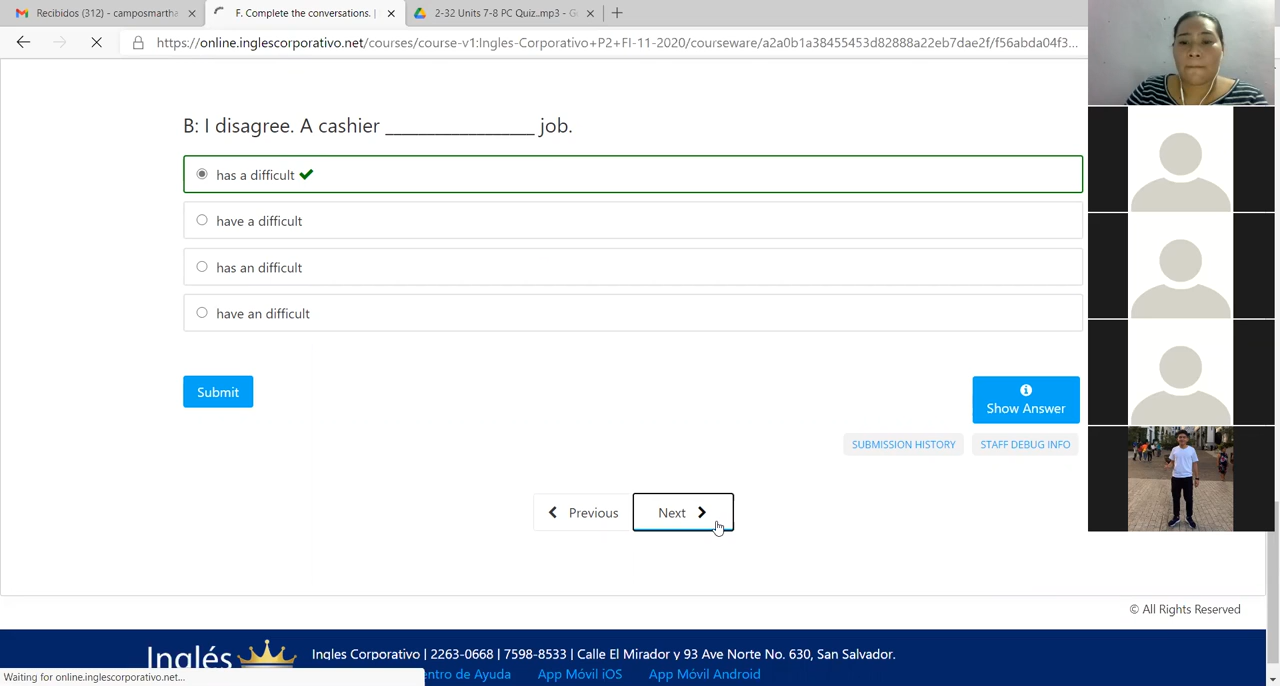 Recibidos (312) - camposmartha
F. Complete the conversations. |
2-32 Units 7-8 PC Quiz..mp3 - G
https://online.inglescorporativo.net/courses/course-v1:Ingles-Corporativo+P2+FI-11-2020/courseware/a2a0b1a38455453d82888a22eb7dae2f/f56abda04f3...
B: I disagree. A cashier _________________ job.
has a difficult
have a difficult
has an difficult
have an difficult
Submit
Show Answer
SUBMISSION HISTORY
STAFF DEBUG INFO
Previous
Next
© All Rights Reserved
Inglés
Ingles Corporativo | 2263-0668 | 7598-8533 | Calle El Mirador y 93 Ave Norte No. 630, San Salvador.
entro de Ayuda
App Móvil iOS
App Móvil Android
Waiting for online.inglescorporativo.net...